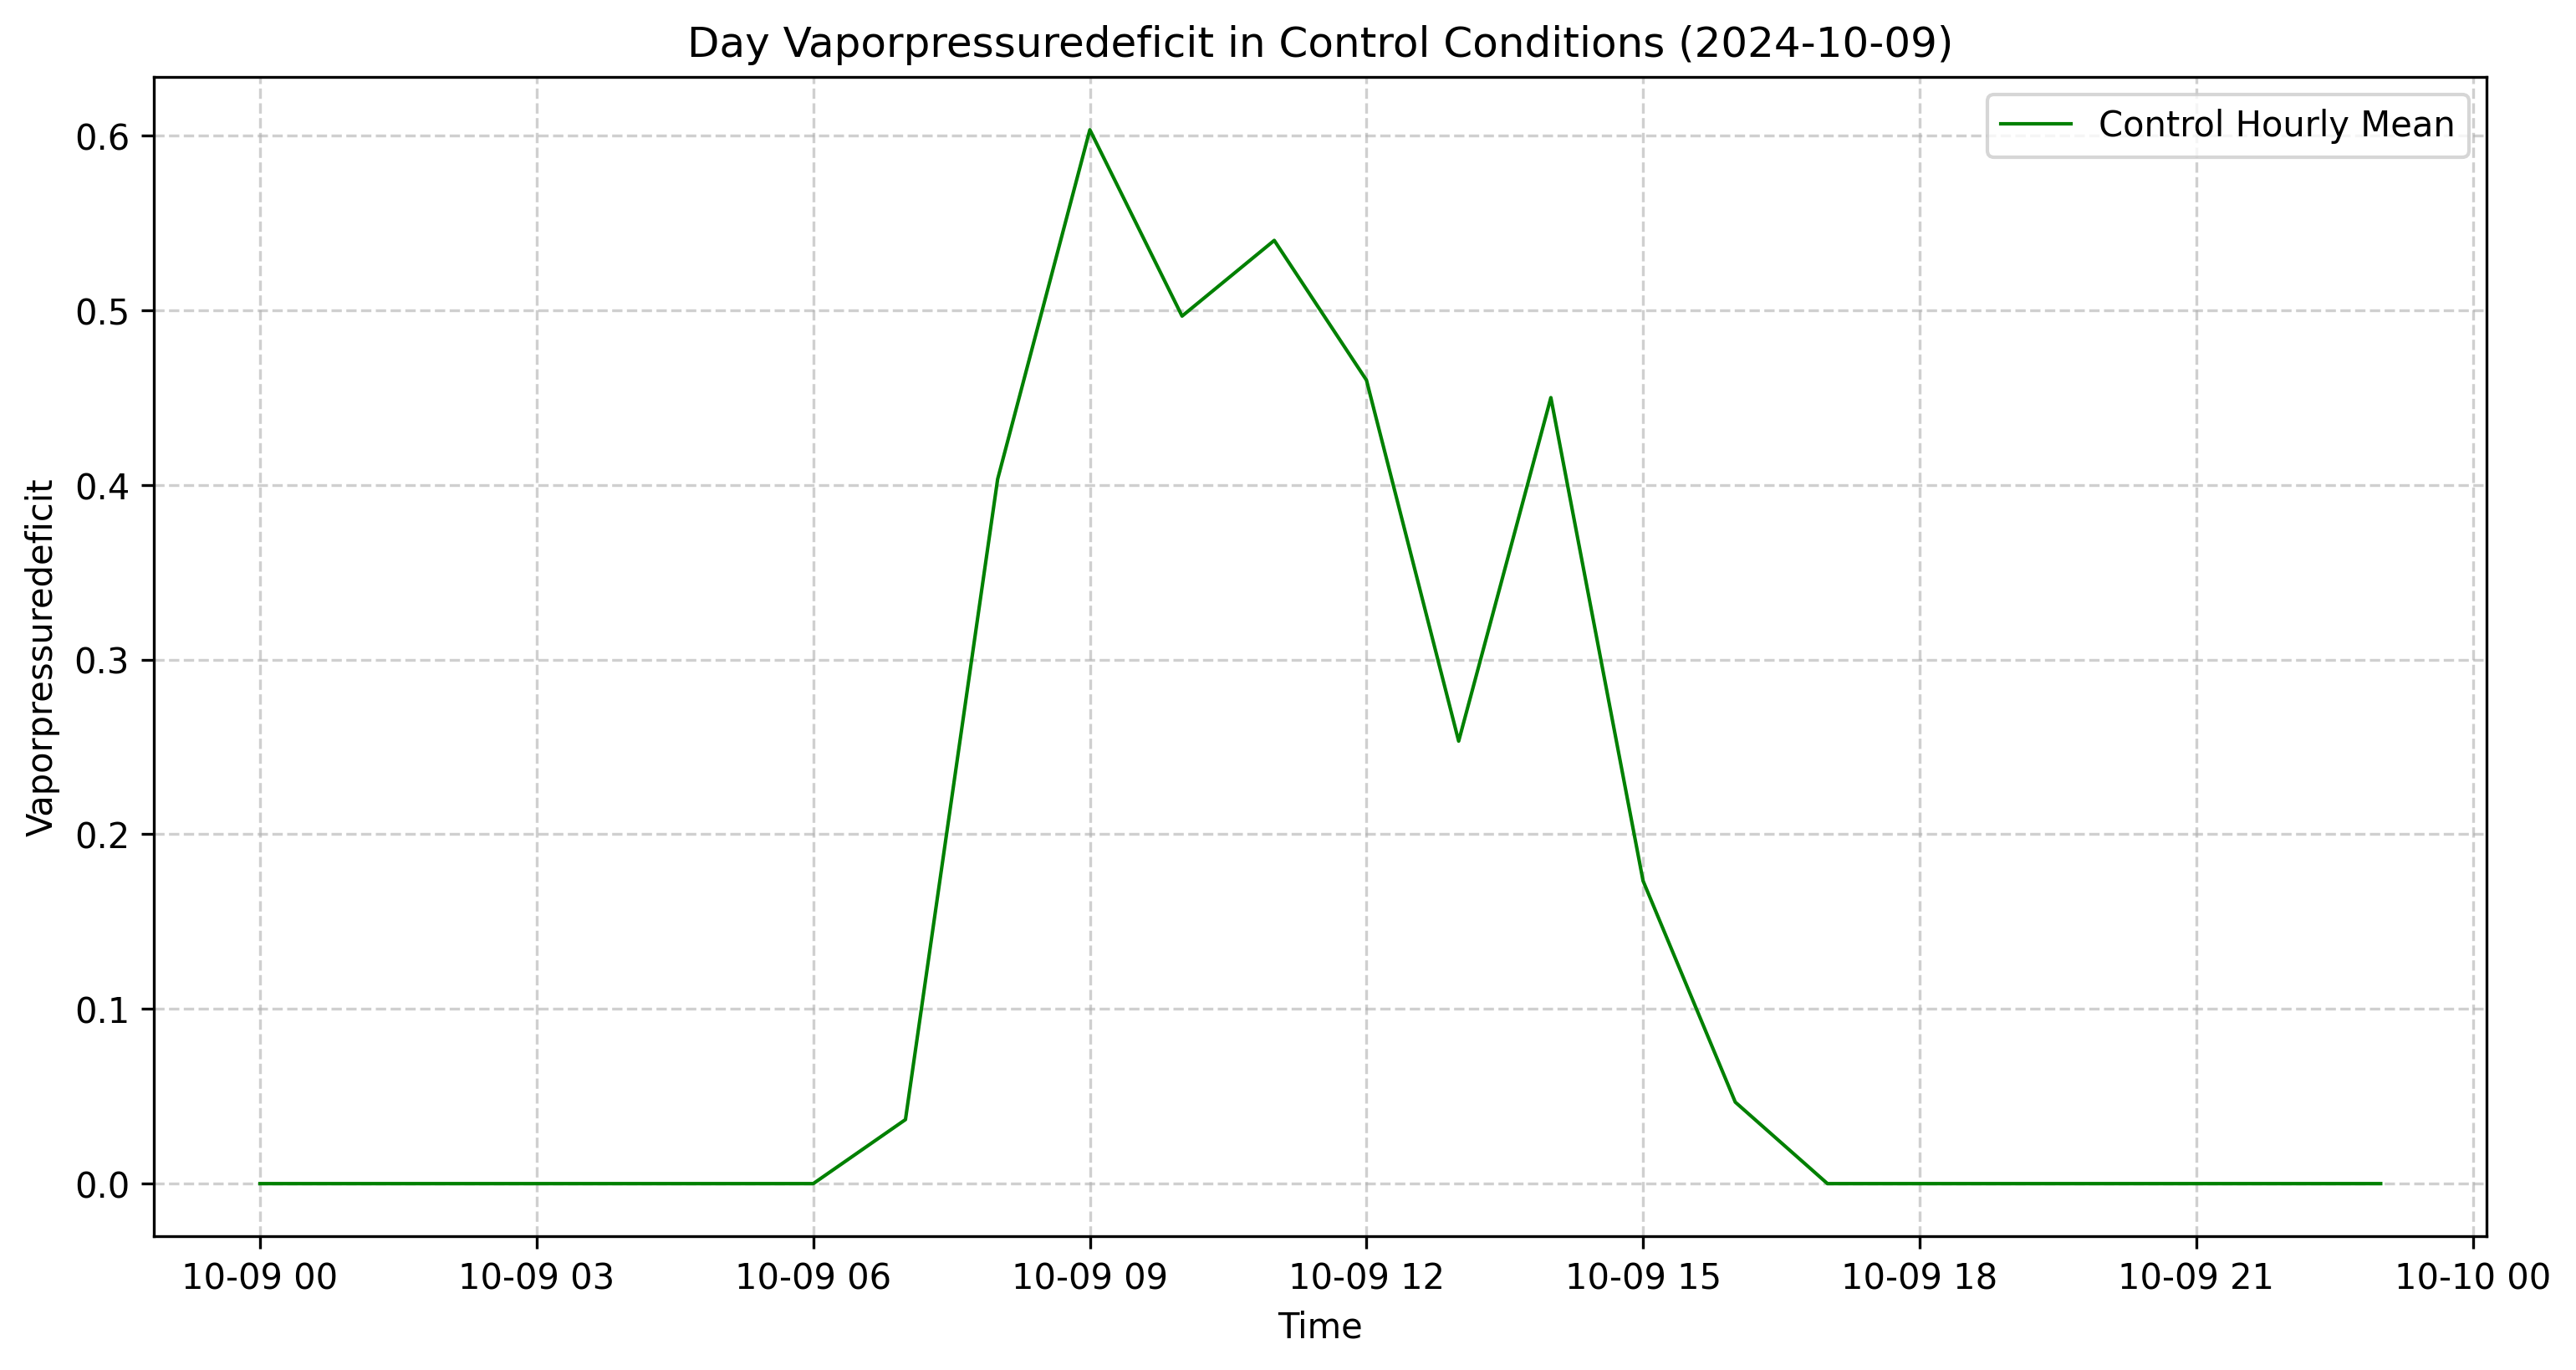 Day Vaporpressuredeficit in Control Conditions (2024-10-09)
Control Hourly Mean
Vaporpressuredeficit
0.6
0.5
0.4
0.3
0.2
0.1
0.0
10-09 00 10-09 03 10-09 06 10-09 09 10-09 12 10-09 15 10-09 18 10-09 21 10-10 00
Time